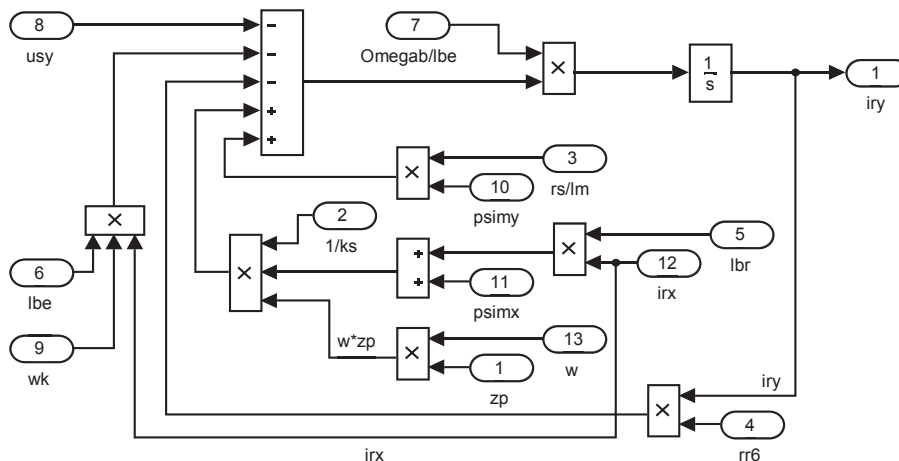 8
usy
7
Omegab/lbe
×
1
s
1
iry
−
−
−
+
+
3
rs/lm
×
10
psimy
2
1/ks
×
6
lbe
×
+
+
×
5
lbr
12
irx
11
psimx
9
wk
w*zp
×
13
w
1
zp
iry
×
4
rr6
irx